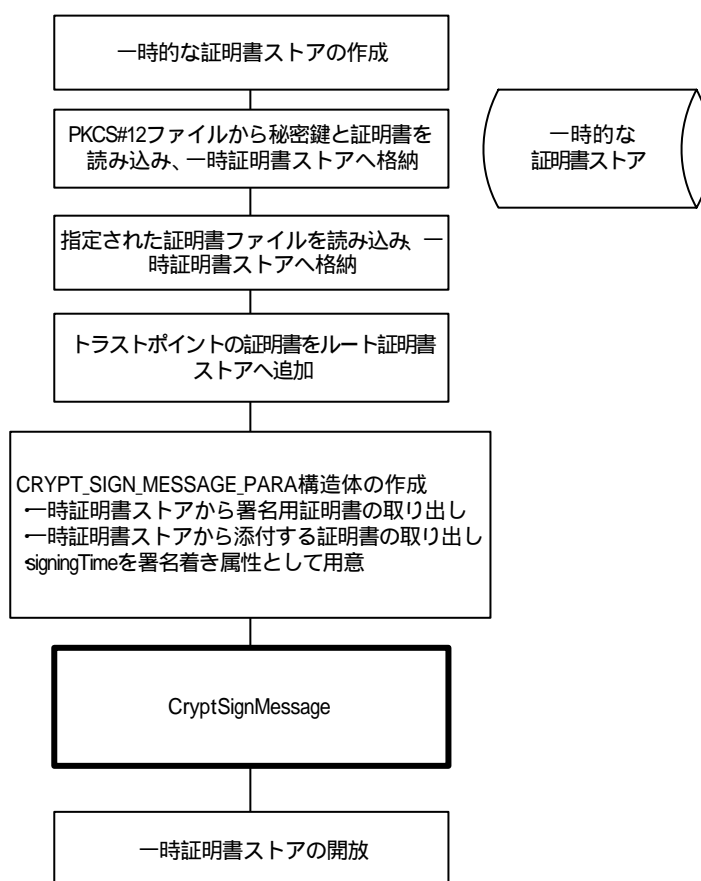 一時的な証明書ストアの作成
PKCS#12ファイルから秘密鍵と証明書を
読み込み、一時証明書ストアへ格納
一時的な
証明書ストア
指定された証明書ファイルを読み込み、一
時証明書ストアへ格納
トラストポイントの証明書をルート証明書
ストアへ追加
CRYPT_SIGN_MESSAGE_PARA構造体の作成
・一時証明書ストアから署名用証明書の取り出し
・一時証明書ストアから添付する証明書の取り出し
・signingTimeを署名着き属性として用意
CryptSignMessage
一時証明書ストアの開放